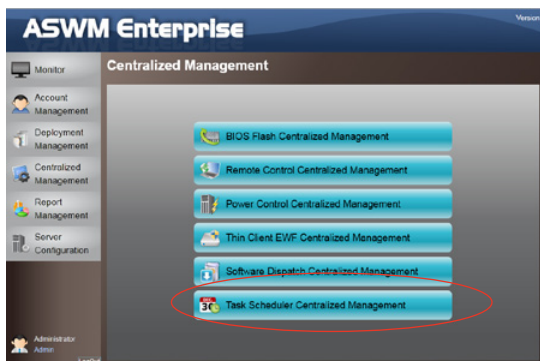 ASWM Enterprise
Version
Monitor
Centralized Management
Account
Management
Deployment
Management
Centralized
Management
Report
Management
Server
Configuration
BIOS Flash Centralized Management
Remote Control Centralized Management
Power Control Centralized Management
Thin Client EWF Centralized Management
Software Dispatch Centralized Management
Task Scheduler Centralized Management
Administrator
Admin